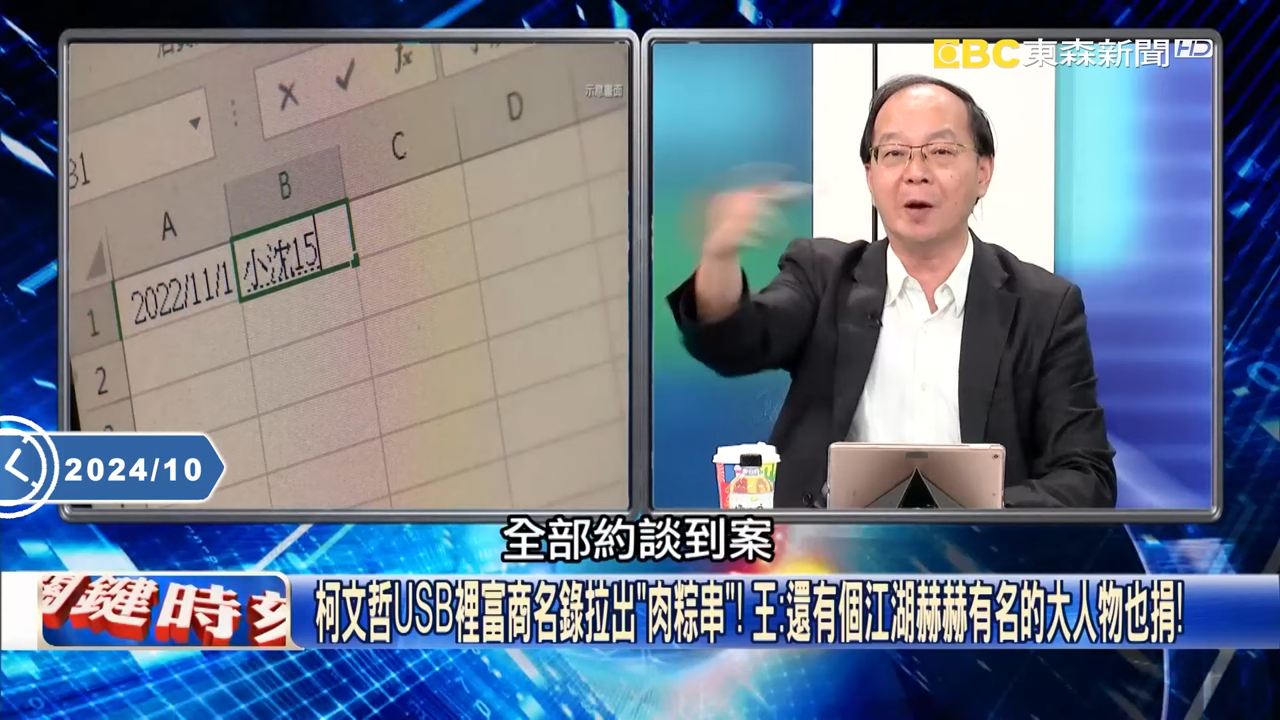 EBC東森新聞HD
示意畫面
B1
fx
A B C D
1 2022/11/1 小沈15
2
2024/10
全部約談到案
關鍵時刻
柯文哲USB裡富商名錄拉出"肉粽串"! 王:還有個江湖赫赫有名的大人物也捐!